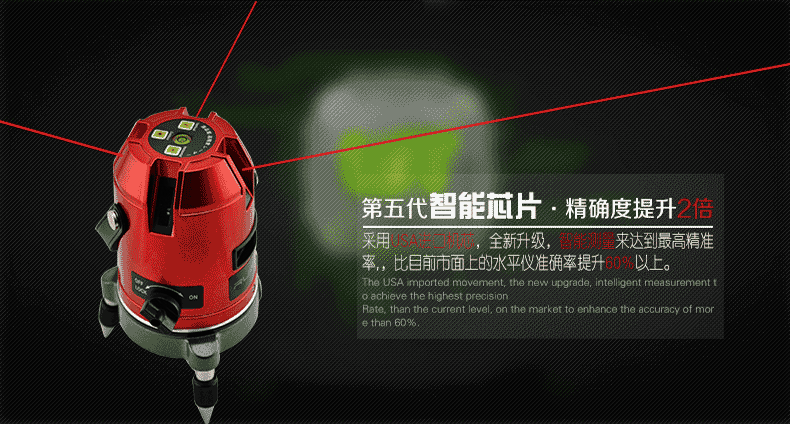 第五代智能芯片·精确度提升2倍
采用USA进口机芯，全新升级，智能测量来达到最高精准
率,，比目前市面上的水平仪准确率提升60%以上。
The USA imported movement, the new upgrade, intelligent measurement t
o achieve the highest precision
Rate, than the current level, on the market to enhance the accuracy of mor
e than 60%.
OFF
LOCK
ON